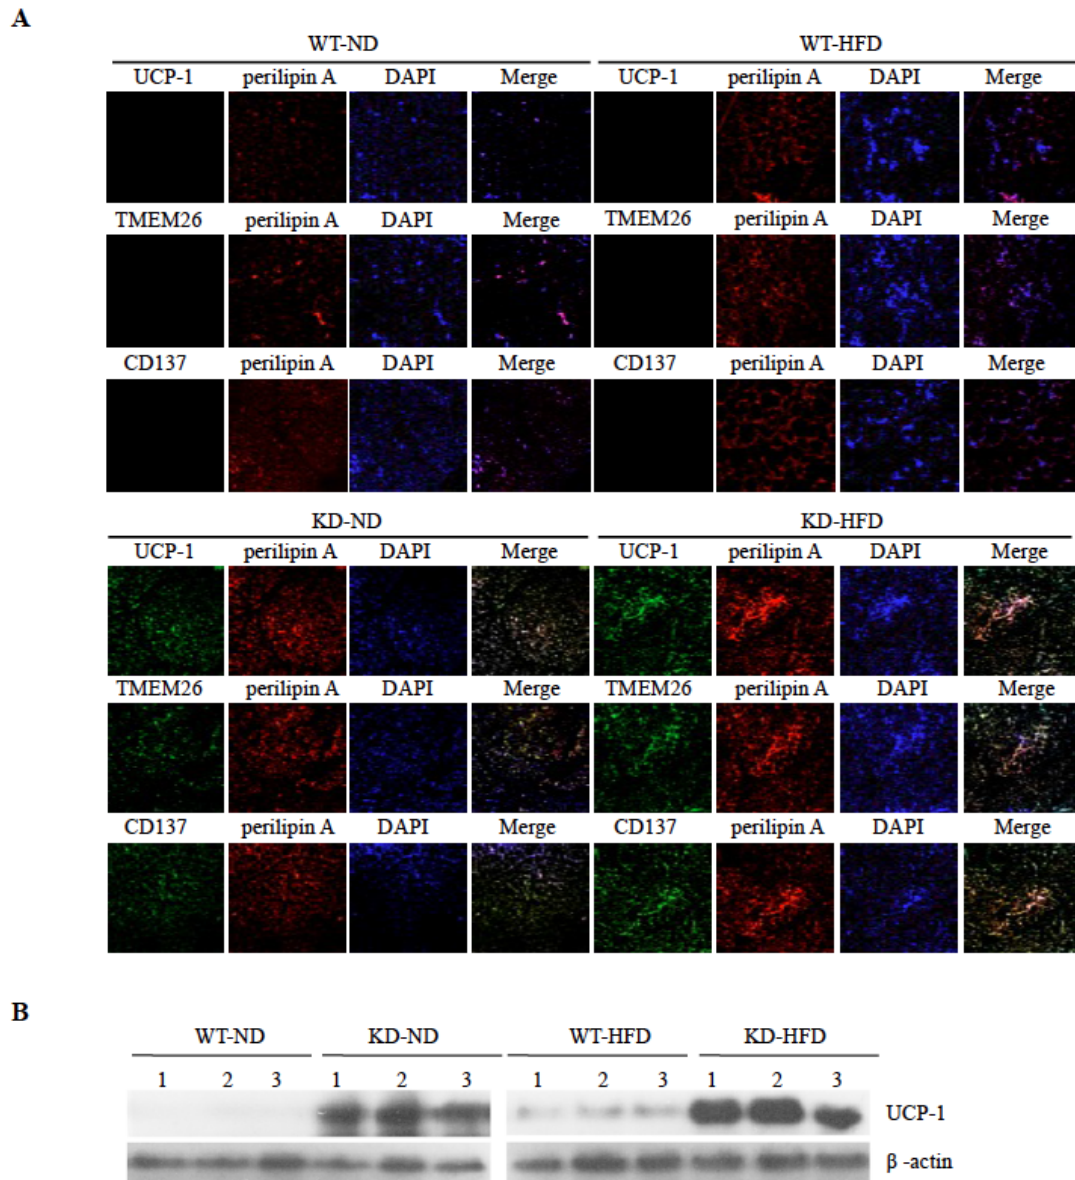 A
WT-ND WT-HFD
UCP-1 perilipin A DAPI Merge UCP-1 perilipin A DAPI Merge
TMEM26 perilipin A DAPI Merge TMEM26 perilipin A DAPI Merge
CD137 perilipin A DAPI Merge CD137 perilipin A DAPI Merge
KD-ND KD-HFD
UCP-1 perilipin A DAPI Merge UCP-1 perilipin A DAPI Merge
TMEM26 perilipin A DAPI Merge TMEM26 perilipin A DAPI Merge
CD137 perilipin A DAPI Merge CD137 perilipin A DAPI Merge
B
WT-ND KD-ND WT-HFD KD-HFD
1 2 3 1 2 3 1 2 3 1 2 3
UCP-1
β -actin